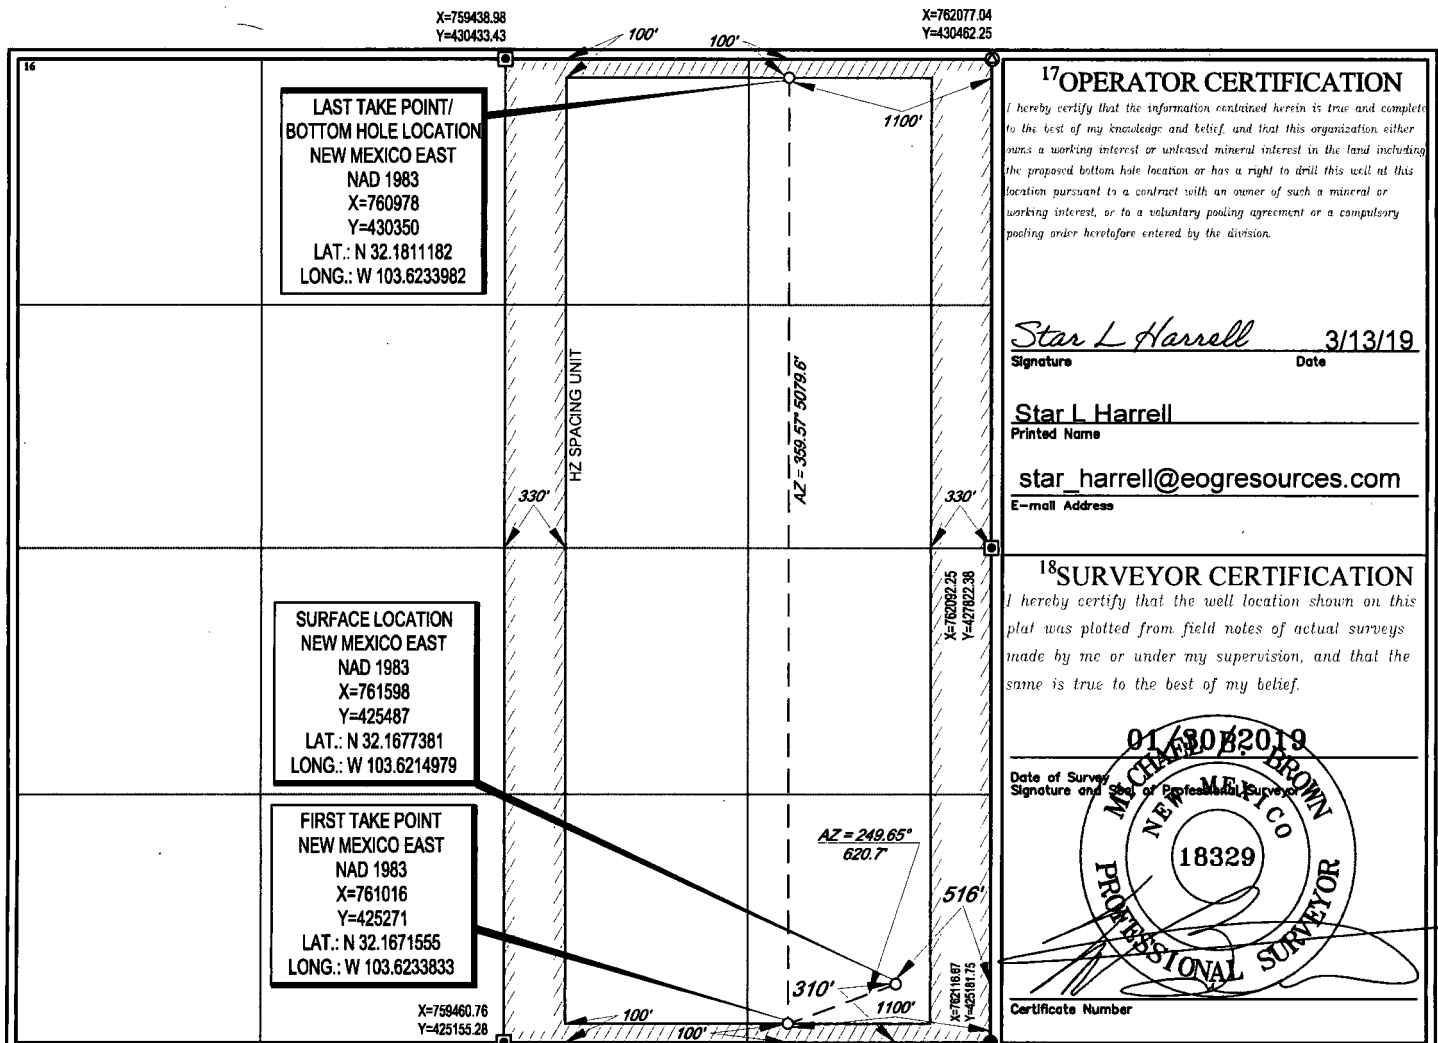 X=759438.98
Y=430433.43
X=762077.04
Y=430462.25
100'
100'
16
LAST TAKE POINT/
BOTTOM HOLE LOCATION
NEW MEXICO EAST
NAD 1983
X=760978
Y=430350
LAT.: N 32.1811182
LONG.: W 103.6233982
1100'
HZ SPACING UNIT
AZ = 359.57° 5079.6'
330'
330'
X=762092.25
Y=427822.38
SURFACE LOCATION
NEW MEXICO EAST
NAD 1983
X=761598
Y=425487
LAT.: N 32.1677381
LONG.: W 103.6214979
FIRST TAKE POINT
NEW MEXICO EAST
NAD 1983
X=761016
Y=425271
LAT.: N 32.1671555
LONG.: W 103.6233833
AZ = 249.65°
620.7'
516'
310'
1100'
X=762116.87
Y=425181.75
X=759460.76
Y=425155.28
100'
100'
17 OPERATOR CERTIFICATION
I hereby certify that the information contained herein is true and complete
to the best of my knowledge and belief, and that this organization either
owns a working interest or unleased mineral interest in the land including
the proposed bottom hole location or has a right to drill this well at this
location pursuant to a contract with an owner of such a mineral or
working interest, or to a voluntary pooling agreement or a compulsory
pooling order heretofore entered by the division.
Star L Harrell 3/13/19
Signature Date
Star L Harrell
Printed Name
star_harrell@eogresources.com
E-mail Address
18 SURVEYOR CERTIFICATION
I hereby certify that the well location shown on this
plat was plotted from field notes of actual surveys
made by me or under my supervision, and that the
same is true to the best of my belief.
01/30/2019
Date of Survey
Signature and Seal of Professional Surveyor
MICHAEL B. BROWN
NEW MEXICO
18329
PROFESSIONAL SURVEYOR
Certificate Number